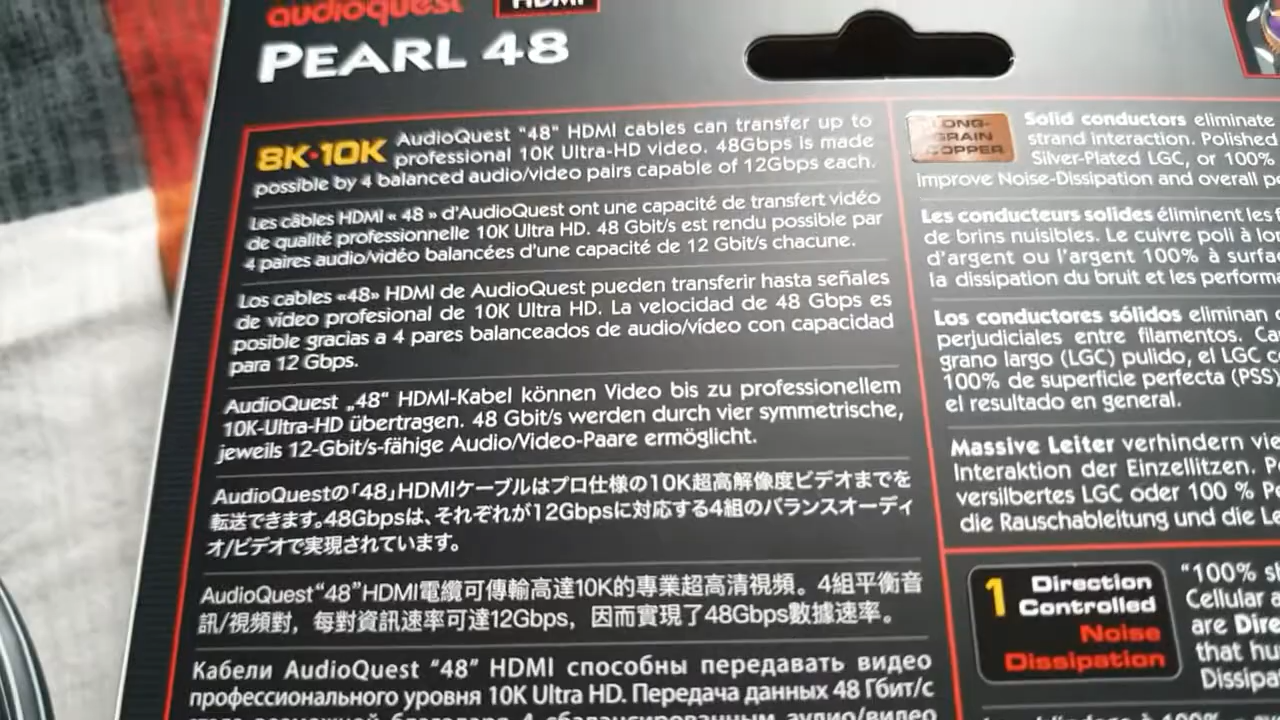 audioquest
HDMI
PEARL 48
8K·10K
AudioQuest "48" HDMI cables can transfer up to
professional 10K Ultra-HD video. 48Gbps is made
possible by 4 balanced audio/video pairs capable of 12Gbps each.
Les câbles HDMI « 48 » d'AudioQuest ont une capacité de transfert vidéo
de qualité professionnelle 10K Ultra HD. 48 Gbit/s est rendu possible par
4 paires audio/vidéo balancées d'une capacité de 12 Gbit/s chacune.
Los cables «48» HDMI de AudioQuest pueden transferir hasta señales
de vídeo profesional de 10K Ultra HD. La velocidad de 48 Gbps es
posible gracias a 4 pares balanceados de audio/vídeo con capacidad
para 12 Gbps.
AudioQuest „48" HDMI-Kabel können Video bis zu professionellem
10K-Ultra-HD übertragen. 48 Gbit/s werden durch vier symmetrische,
jeweils 12-Gbit/s-fähige Audio/Video-Paare ermöglicht.
AudioQuestの「48」HDMIケーブルはプロ仕様の10K超高解像度ビデオまでを
転送できます。48Gbpsは、それぞれが12Gbpsに対応する4組のバランスオーディ
オ/ビデオで実現されています。
AudioQuest“48”HDMI電纜可傳輸高達10K的專業超高清視頻。4組平衡音
訊/視頻對，每對資訊速率可達12Gbps，因而實現了48Gbps數據速率。
Кабели AudioQuest “48” HDMI способны передавать видео
профессионального уровня 10K Ultra HD. Передача данных 48 Гбит/с
4 сбалансированным аудио/видео
LONG-
GRAIN
COPPER
Solid conductors eliminate
strand interaction. Polished
Silver-Plated LGC, or 100%
improve Noise-Dissipation and overall
Les conducteurs solides éliminent les
de brins nuisibles. Le cuivre poli à
d'argent ou l'argent 100% à
la dissipation du bruit et les
Los conductores sólidos eliminan
perjudiciales entre filamentos.
grano largo (LGC) pulido, el LGC
100% de superficie perfecta (PSS)
el resultado en general.
Massive Leiter verhindern
Interaktion der Einzellitzen.
versilbertes LGC oder 100 %
die Rauschableitung und die
1 Direction
Controlled
Noise
Dissipation
“100%
Cellular
are
that